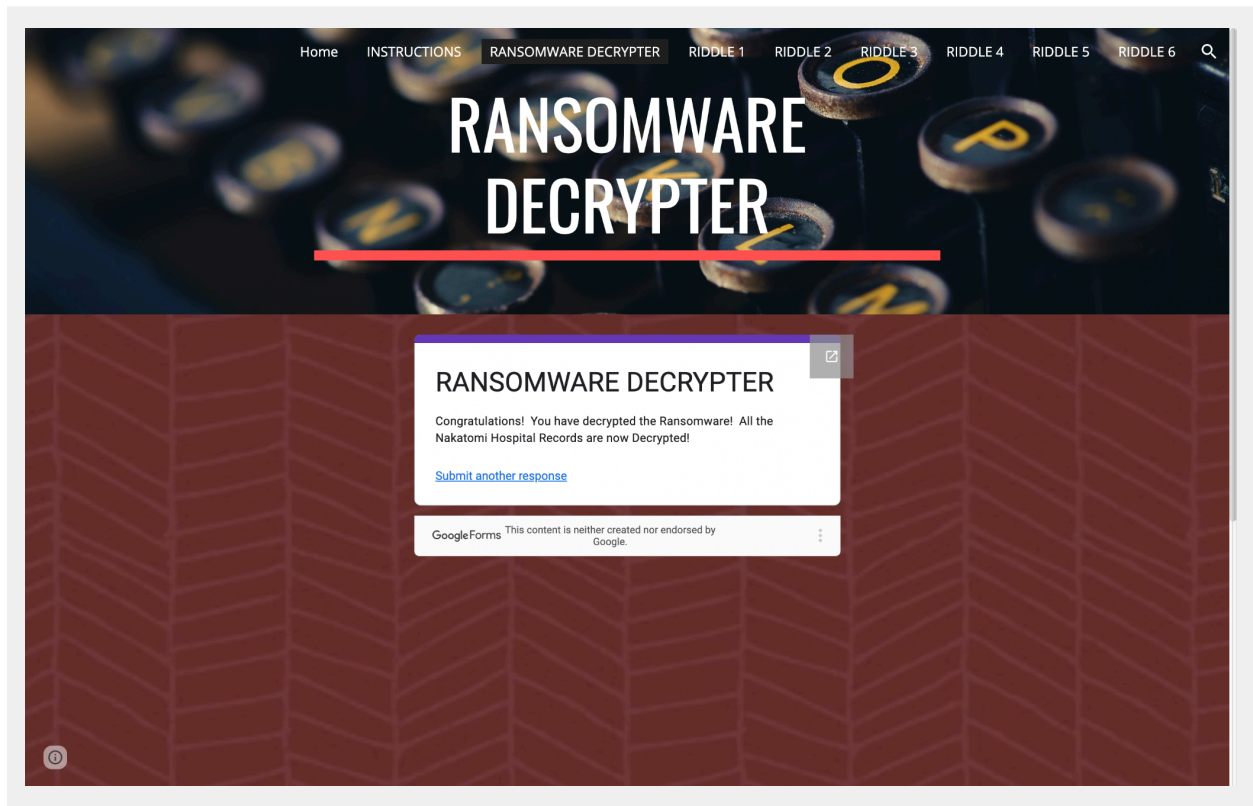 Home INSTRUCTIONS RANSOMWARE DECRYPTER RIDDLE 1 RIDDLE 2 RIDDLE 3 RIDDLE 4 RIDDLE 5 RIDDLE 6
RANSOMWARE
DECRYPTER
O
P
K
N
L
M
RANSOMWARE DECRYPTER
Congratulations! You have decrypted the Ransomware! All the
Nakatomi Hospital Records are now Decrypted!
Submit another response
Google Forms This content is neither created nor endorsed by
Google.